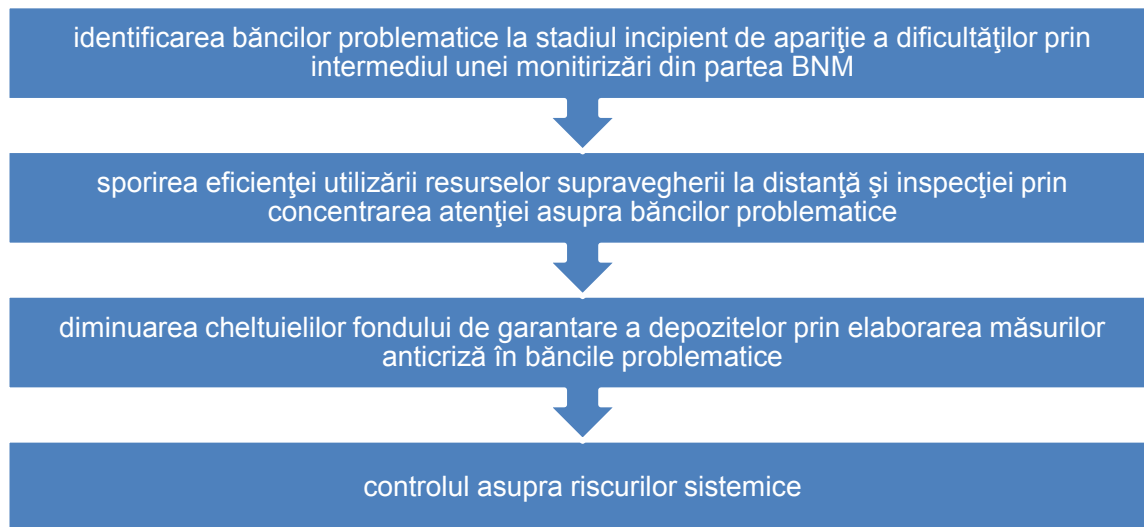 identificarea băncilor problematice la stadiul incipient de apariţie a dificultăţilor prin
intermediul unei monitirizări din partea BNM
sporirea eficienţei utilizării resurselor supravegherii la distanţă şi inspecţiei prin
concentrarea atenţiei asupra băncilor problematice
diminuarea cheltuielilor fondului de garantare a depozitelor prin elaborarea măsurilor
anticriză în băncile problematice
controlul asupra riscurilor sistemice